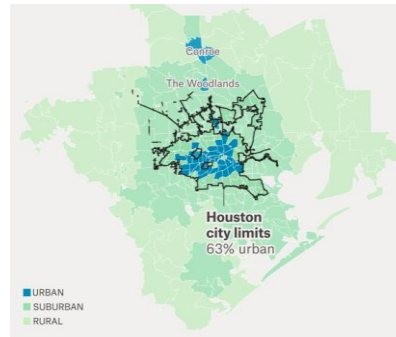 Conroe
The Woodlands
Houston
city limits
63% urban
URBAN
SUBURBAN
RURAL